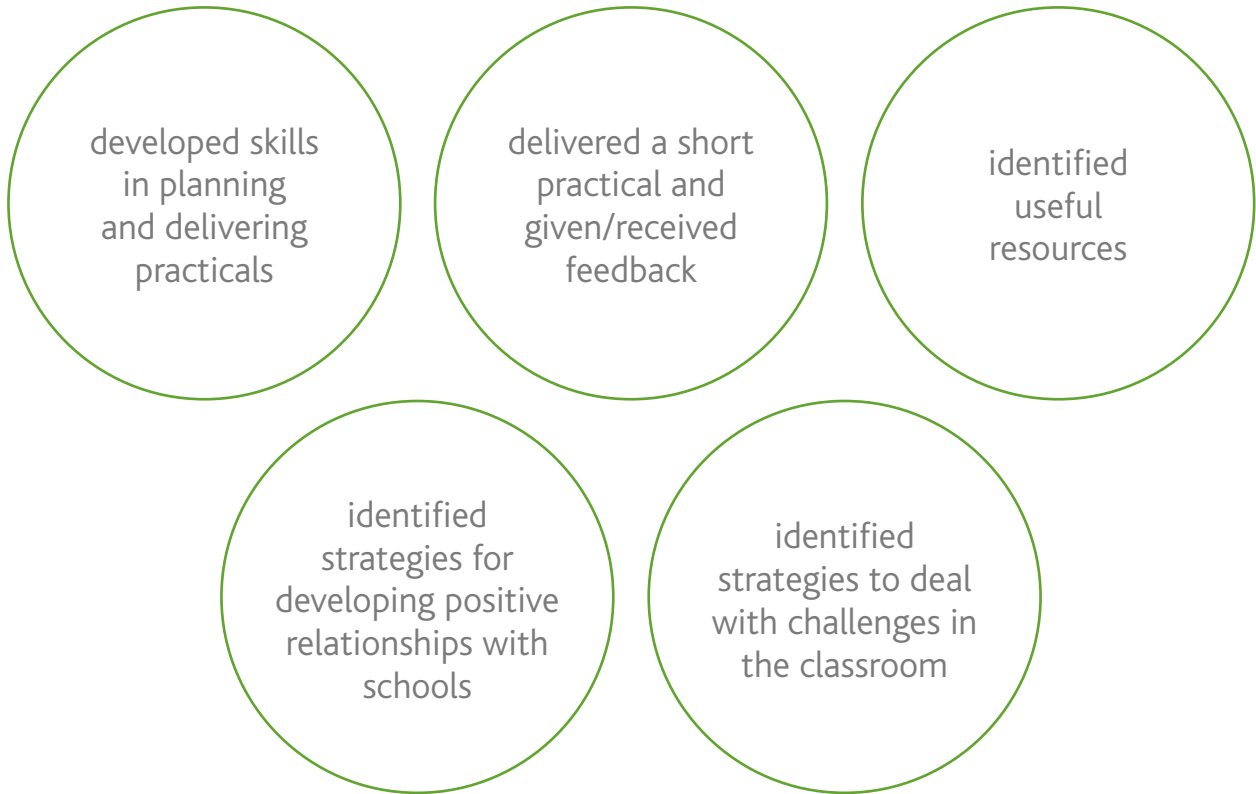 developed skills
in planning
and delivering
practicals
delivered a short
practical and
given/received
feedback
identified
useful
resources
identified
strategies for
developing positive
relationships with
schools
identified
strategies to deal
with challenges in
the classroom